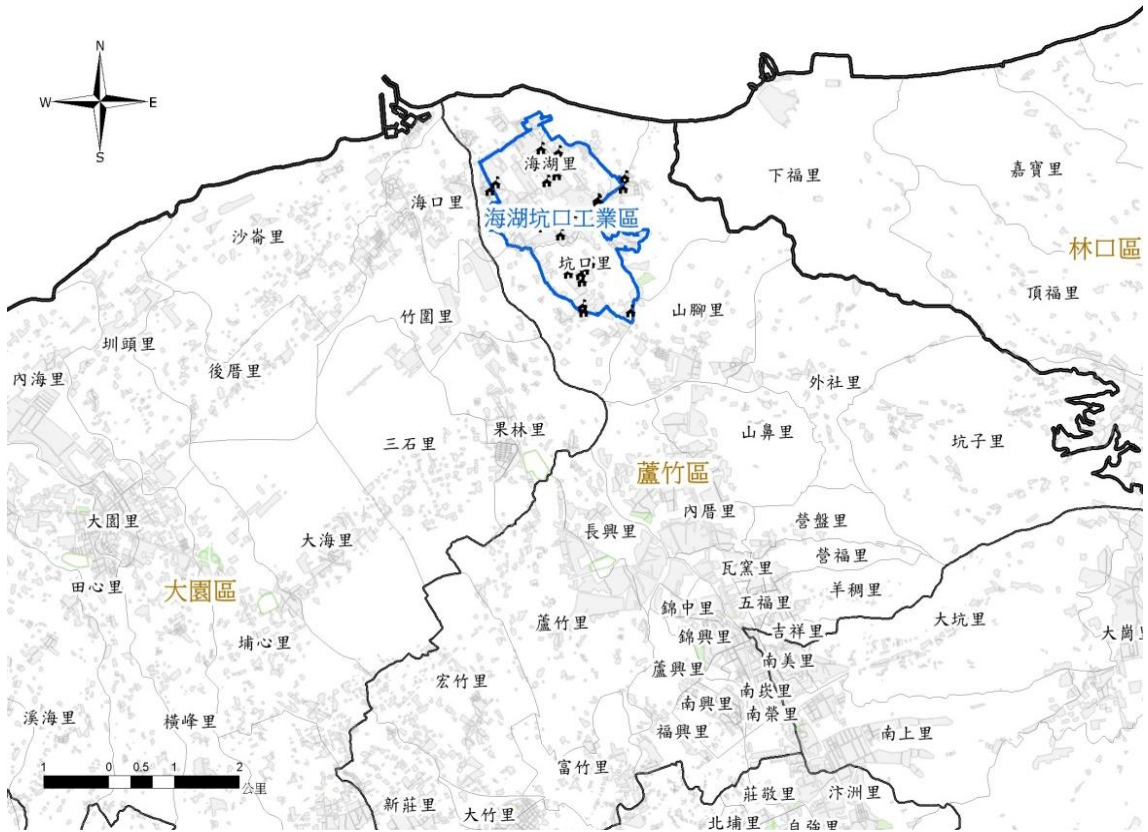 N
W E
S
下福里
嘉寶里
海湖里
海口里
海湖坑口工業區
沙崙里
林口區
坑口里
頂福里
山腳里
竹圍里
圳頭里
後厝里
內海里
外社里
三石里
果林里
山鼻里
坑子里
蘆竹區
大園里
內厝里
營盤里
長興里
大海里
營福里
瓦窯里
田心里
大園區
羊稠里
錦中里
五福里
大坑里
蘆竹里
吉祥里
錦興里
埔心里
南美里
蘆興里
宏竹里
南崁里
南興里
南榮里
溪海里
橫峰里
福興里
南上里
富竹里
1 0 0.5 1 2
公里
莊敬里
汴洲里
新莊里
大竹里
北埔里
自強里